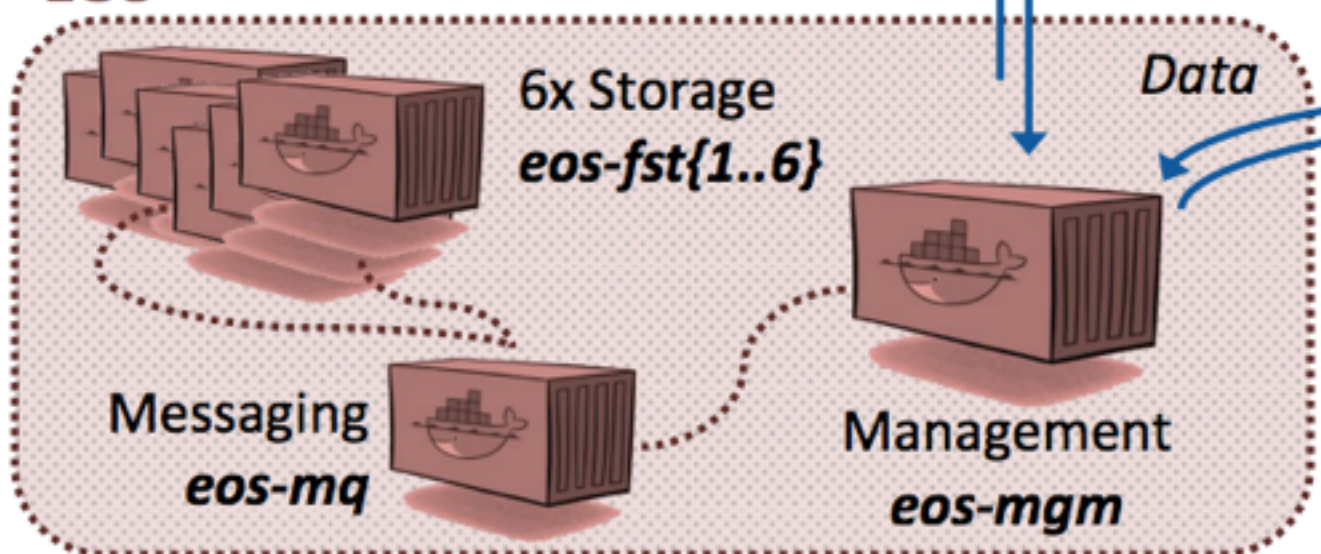 6x Storage
eos-fst{1..6}
Data
Messaging
eos-mq
Management
eos-mgm